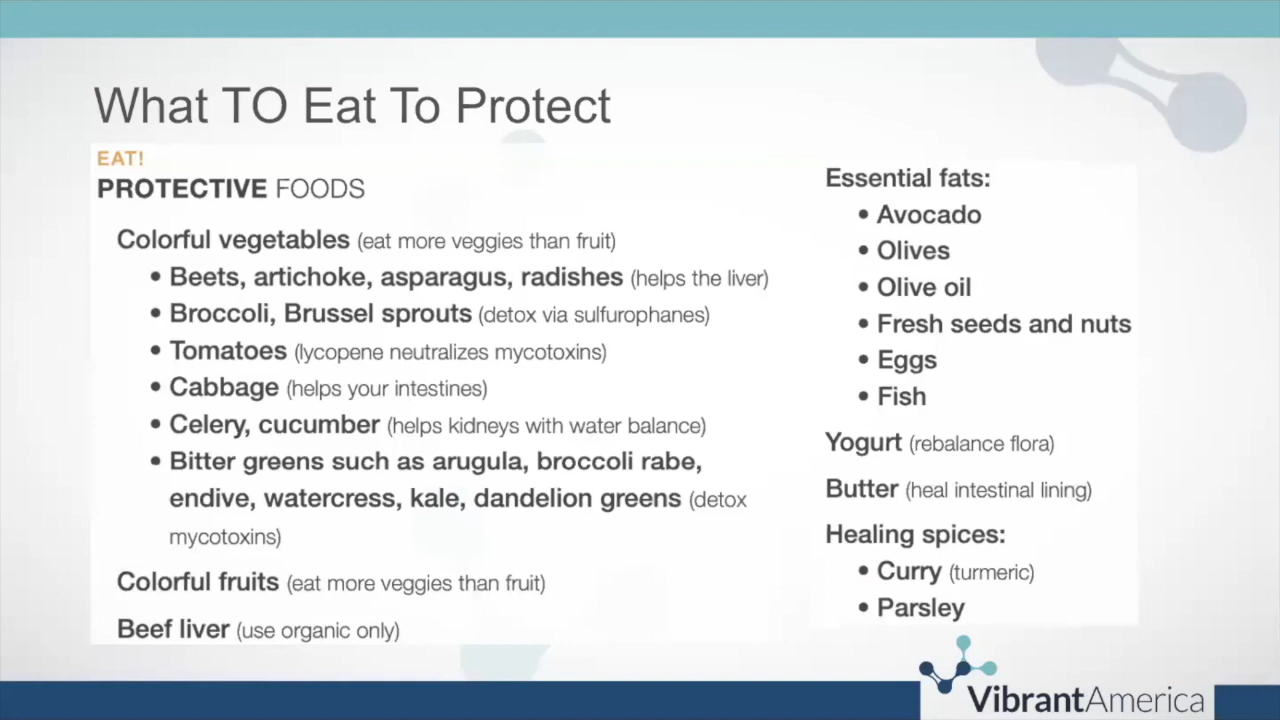 What TO Eat To Protect
EAT!
PROTECTIVE FOODS
Colorful vegetables (eat more veggies than fruit)
• Beets, artichoke, asparagus, radishes (helps the liver)
• Broccoli, Brussel sprouts (detox via sulfurophanes)
• Tomatoes (lycopene neutralizes mycotoxins)
• Cabbage (helps your intestines)
• Celery, cucumber (helps kidneys with water balance)
• Bitter greens such as arugula, broccoli rabe,
endive, watercress, kale, dandelion greens (detox
mycotoxins)
Colorful fruits (eat more veggies than fruit)
Beef liver (use organic only)
Essential fats:
• Avocado
• Olives
• Olive oil
• Fresh seeds and nuts
• Eggs
• Fish
Yogurt (rebalance flora)
Butter (heal intestinal lining)
Healing spices:
• Curry (turmeric)
• Parsley
VibrantAmerica